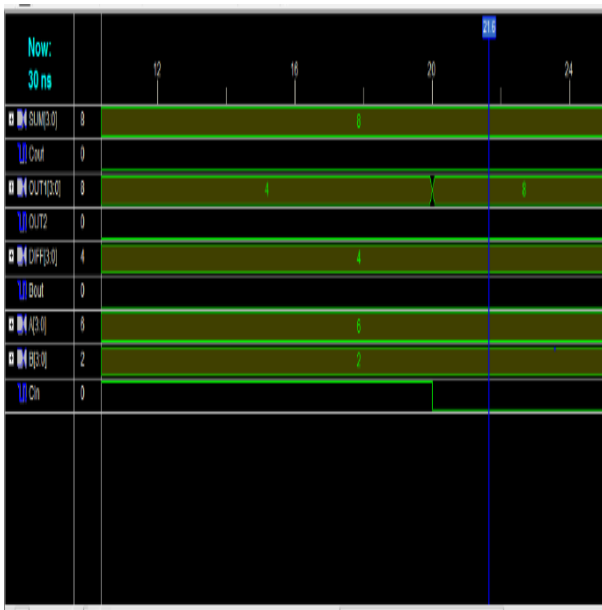 Now:
30 ns
12 16 20 21.6 24
SUM[3:0] 8 8
Cout 0
OUT1[3:0] 8 4 8
OUT2 0
DIFF[3:0] 4 4
Bout 0
A[3:0] 6 6
B[3:0] 2 2
Cin 0